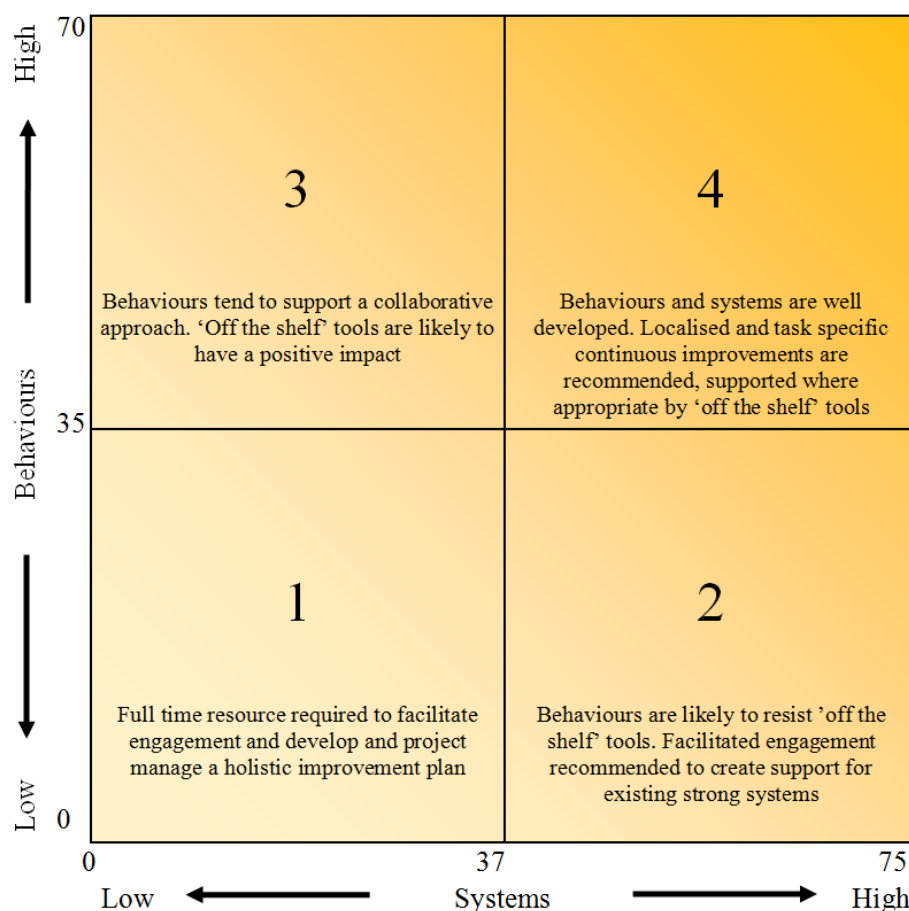 70
High
3
4
Behaviours tend to support a collaborative
approach. ‘Off the shelf’ tools are likely to
have a positive impact
Behaviours and systems are well
developed. Localised and task specific
continuous improvements are
recommended, supported where
appropriate by ‘off the shelf’ tools
Behaviours
35
1
2
Full time resource required to facilitate
engagement and develop and project
manage a holistic improvement plan
Behaviours are likely to resist ’off the
shelf’ tools. Facilitated engagement
recommended to create support for
existing strong systems
Low
0
0
37
75
Low
Systems
High